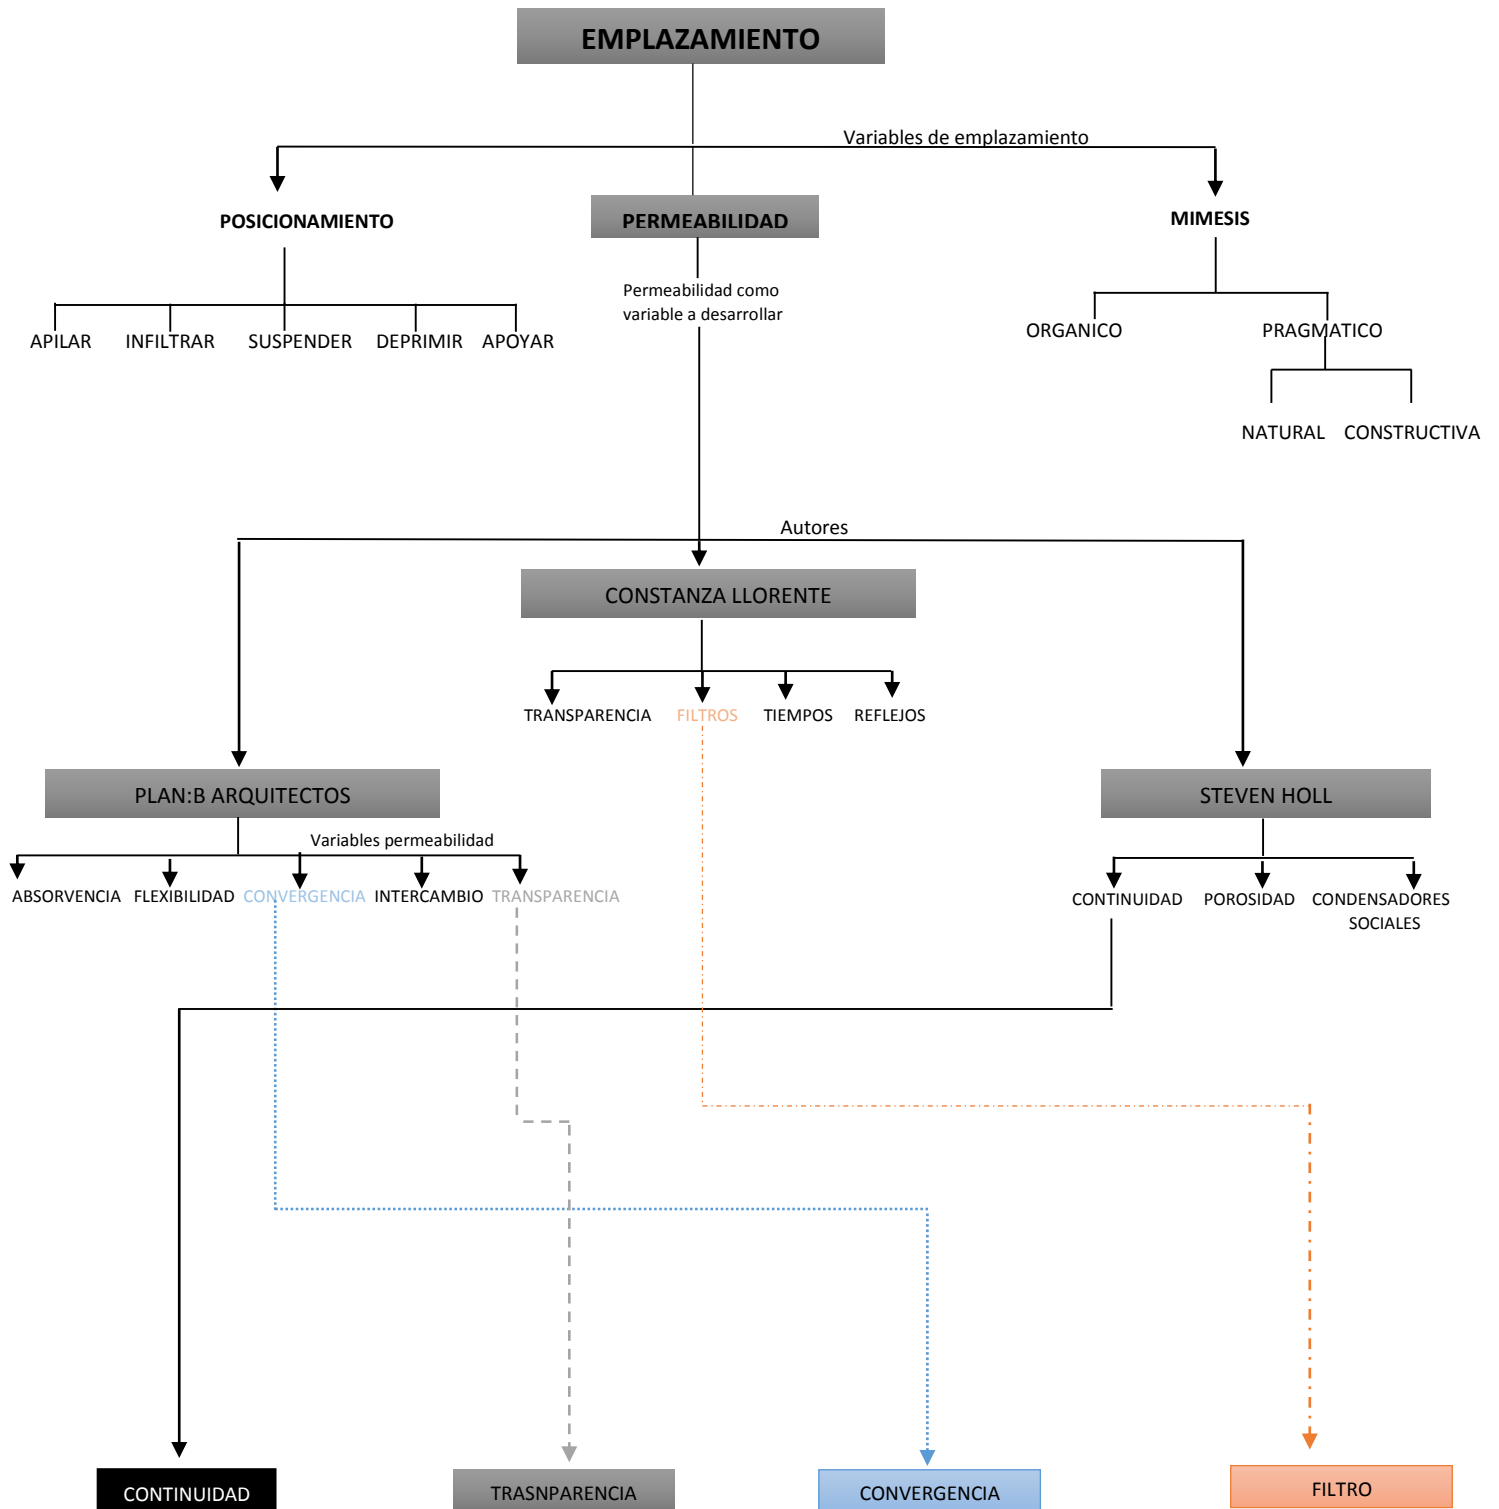 EMPLAZAMIENTO
Variables de emplazamiento
POSICIONAMIENTO
PERMEABILIDAD
MIMESIS
Permeabilidad como
variable a desarrollar
APILAR
INFILTRAR
SUSPENDER
DEPRIMIR
APOYAR
ORGANICO
PRAGMATICO
NATURAL
CONSTRUCTIVA
Autores
CONSTANZA LLORENTE
TRANSPARENCIA
FILTROS
TIEMPOS
REFLEJOS
PLAN:B ARQUITECTOS
STEVEN HOLL
Variables permeabilidad
ABSORVENCIA
FLEXIBILIDAD
CONVERGENCIA
INTERCAMBIO
TRANSPARENCIA
CONTINUIDAD
POROSIDAD
CONDENSADORES
SOCIALES
CONTINUIDAD
TRASNPARENCIA
CONVERGENCIA
FILTRO